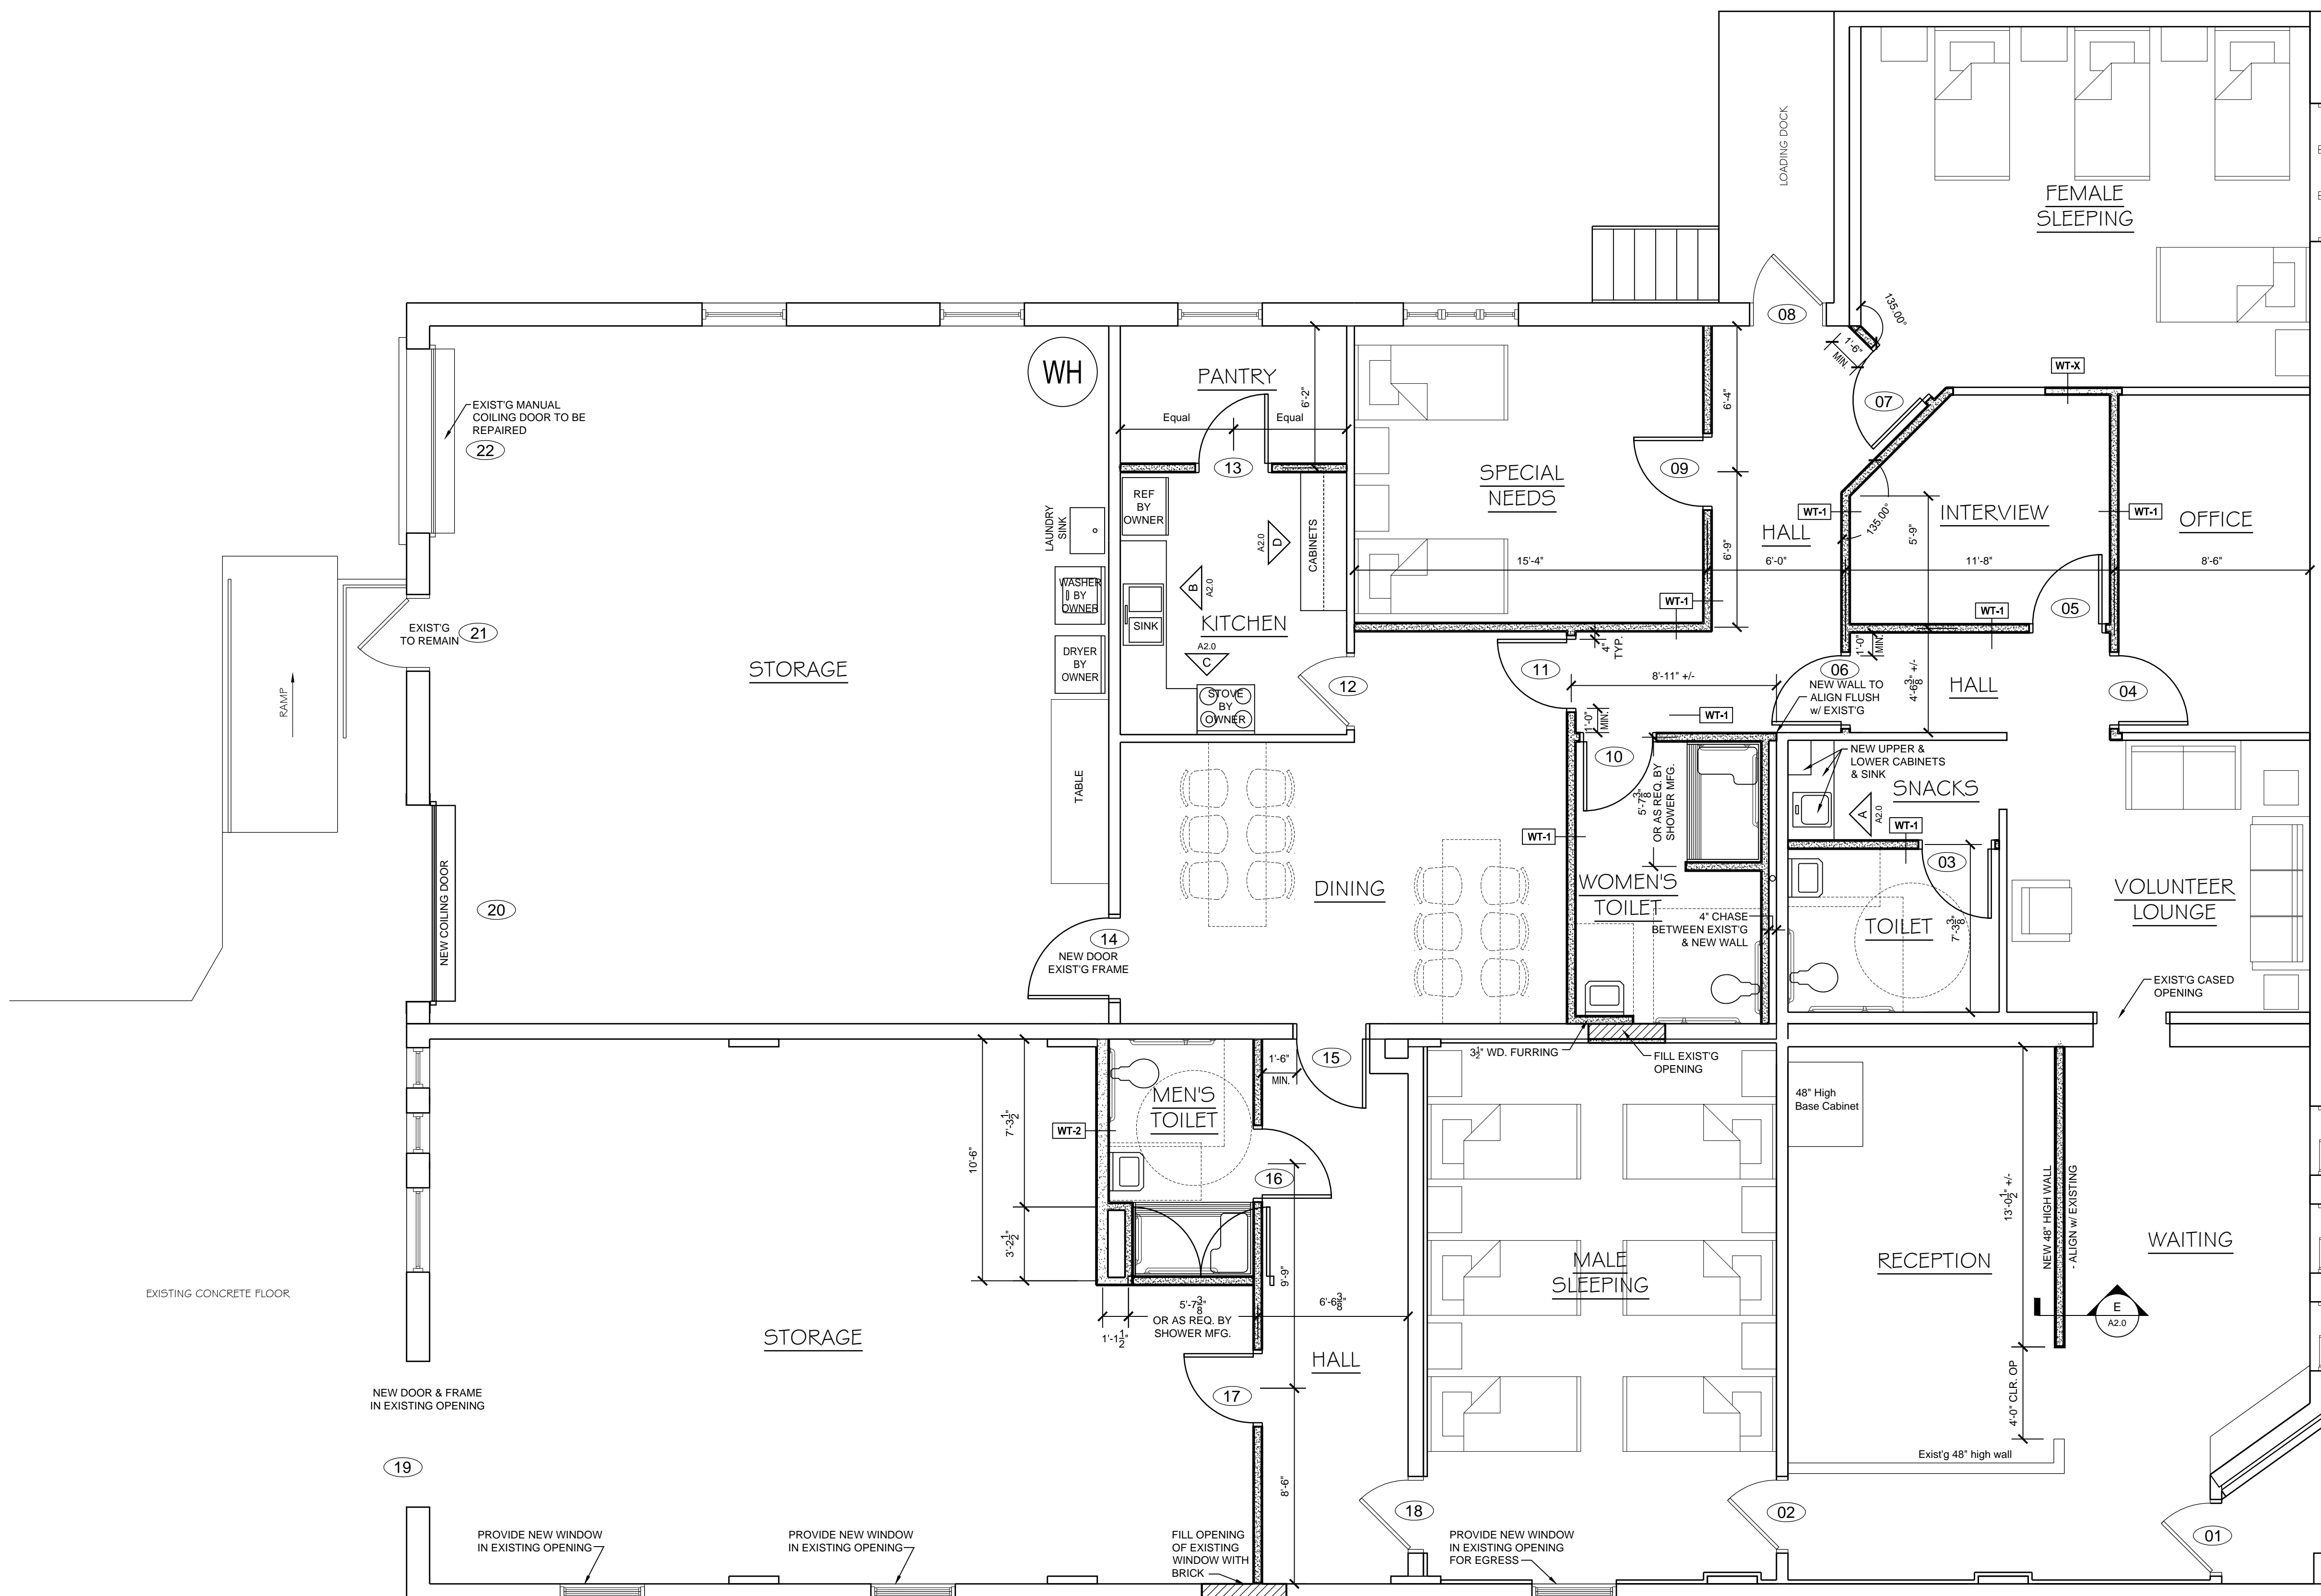 LOADING DOCK
FEMALE
SLEEPING
135.00°
1'-6"
MIN.
08
07
WT-X
EXIST'G MANUAL
COILING DOOR TO BE
REPAIRED
22
WH
PANTRY
6'-2"
Equal
Equal
13
REF
BY
OWNER
LAUNDRY
SINK
WASHER
BY
OWNER
DRYER
BY
OWNER
TABLE
SINK
B
A2.0
D
A2.0
CABINETS
KITCHEN
A2.0
C
STOVE
BY
OWNER
12
SPECIAL
NEEDS
09
6'-4"
6'-9"
15'-4"
WT-1
4"
TYP.
HALL
6'-0"
WT-1
135.00°
INTERVIEW
5'-9"
11'-8"
WT-1
WT-1
05
OFFICE
8'-6"
EXIST'G
TO REMAIN
21
RAMP
STORAGE
11
8'-11" +/-
1'-0"
MIN.
WT-1
06
NEW WALL TO
ALIGN FLUSH
w/ EXIST'G
1'-0"
MIN.
4'-6 3/8" +/-
HALL
04
10
5'-7 3/8"
OR AS REQ. BY
SHOWER MFG.
NEW UPPER &
LOWER CABINETS
& SINK
SNACKS
A
A2.0
WT-1
03
WT-1
NEW COILING DOOR
20
14
NEW DOOR
EXIST'G FRAME
DINING
WOMEN'S
TOILET
4" CHASE
BETWEEN EXIST'G
& NEW WALL
TOILET
7'-3 3/8"
VOLUNTEER
LOUNGE
EXIST'G CASED
OPENING
3 1/2" WD. FURRING
FILL EXIST'G
OPENING
1'-6"
MIN.
15
MEN'S
TOILET
WT-2
7'-3 1/2"
10'-6"
3'-2 1/2"
16
9'-9"
48" High
Base Cabinet
13'-0 1/2" +/-
NEW 48" HIGH WALL
- ALIGN w/ EXISTING
WAITING
RECEPTION
MALE
SLEEPING
E
A2.0
EXISTING CONCRETE FLOOR
STORAGE
1'-1 1/2"
5'-7 3/8"
OR AS REQ. BY
SHOWER MFG.
6'-6 3/8"
HALL
17
4'-0" CLR. OP
Exist'g 48" high wall
NEW DOOR & FRAME
IN EXISTING OPENING
19
8'-6"
18
02
01
PROVIDE NEW WINDOW
IN EXISTING OPENING
PROVIDE NEW WINDOW
IN EXISTING OPENING
FILL OPENING
OF EXISTING
WINDOW WITH
BRICK
PROVIDE NEW WINDOW
IN EXISTING OPENING
FOR EGRESS